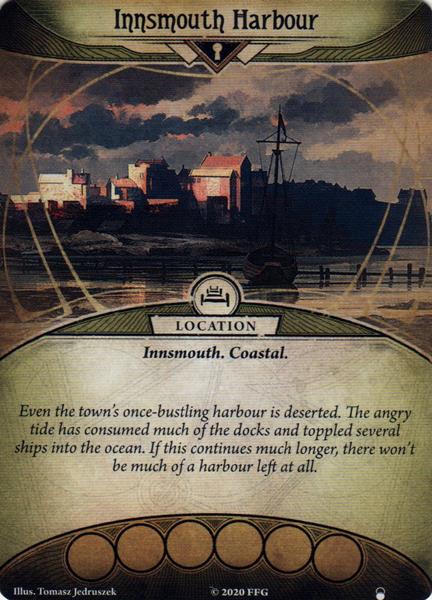 Innsmouth Harbour
LOCATION
Innsmouth. Coastal.
Even the town's once-bustling harbour is deserted. The angry
tide has consumed much of the docks and toppled several
ships into the ocean. If this continues much longer, there won't
be much of a harbour left at all.
Illus. Tomasz Jedruszek
© 2020 FFG